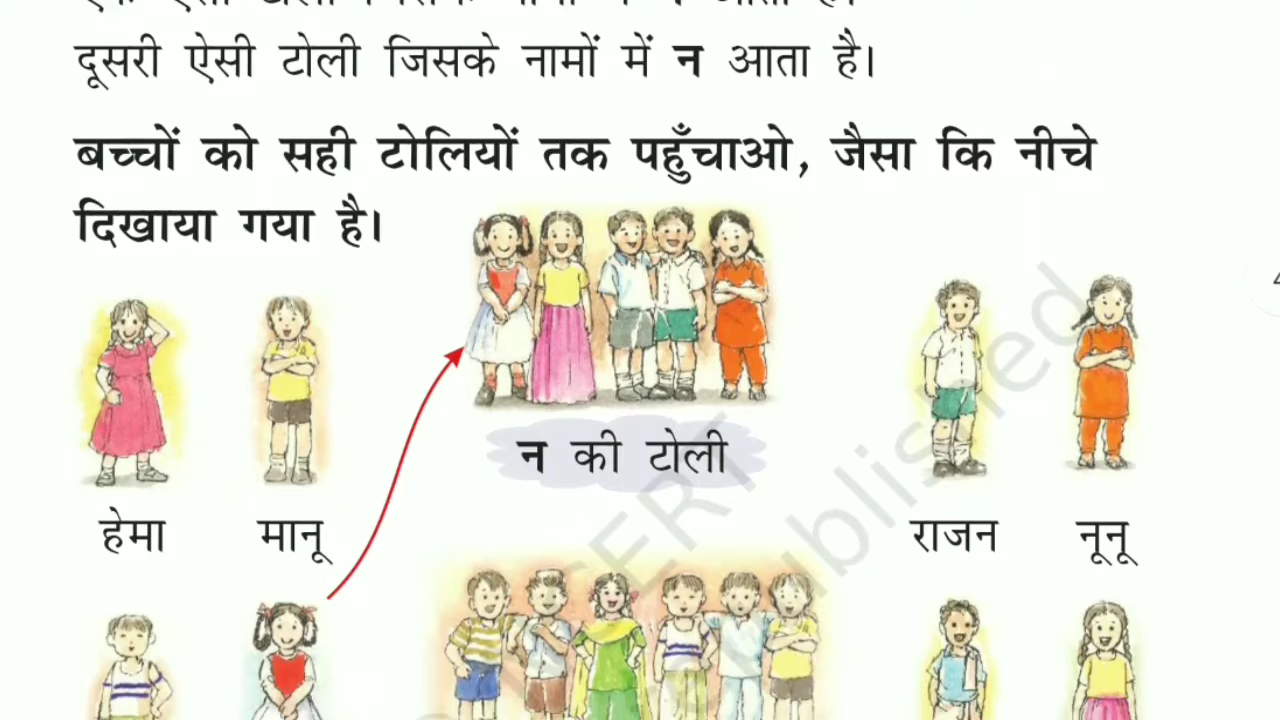 दूसरी ऐसी टोली जिसके नामों में न आता है।
बच्चों को सही टोलियों तक पहुँचाओ, जैसा कि नीचे
दिखाया गया है।
न की टोली
हेमा मानू राजन नूनू